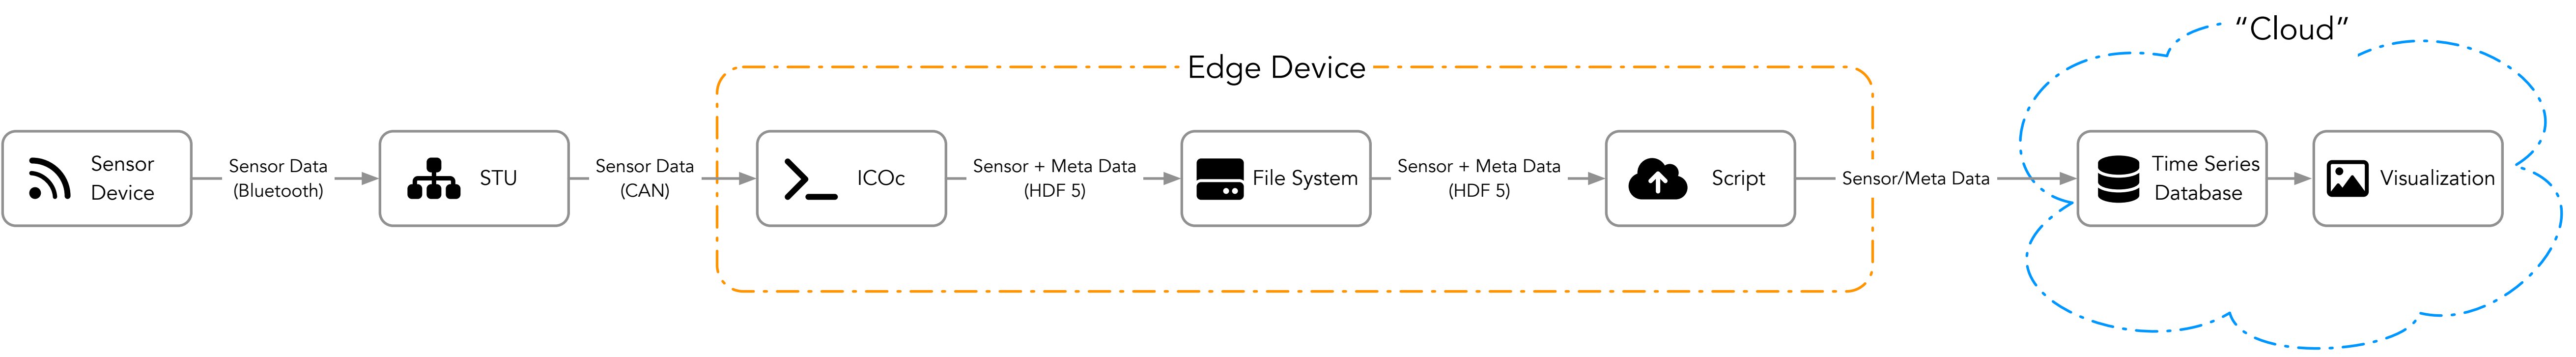 “Cloud”
Edge Device
Sensor
Device
Sensor Data
(Bluetooth)
STU
Sensor Data
(CAN)
ICOc
Sensor + Meta Data
(HDF 5)
File System
Sensor + Meta Data
(HDF 5)
Script
Sensor/Meta Data
Time Series
Database
Visualization